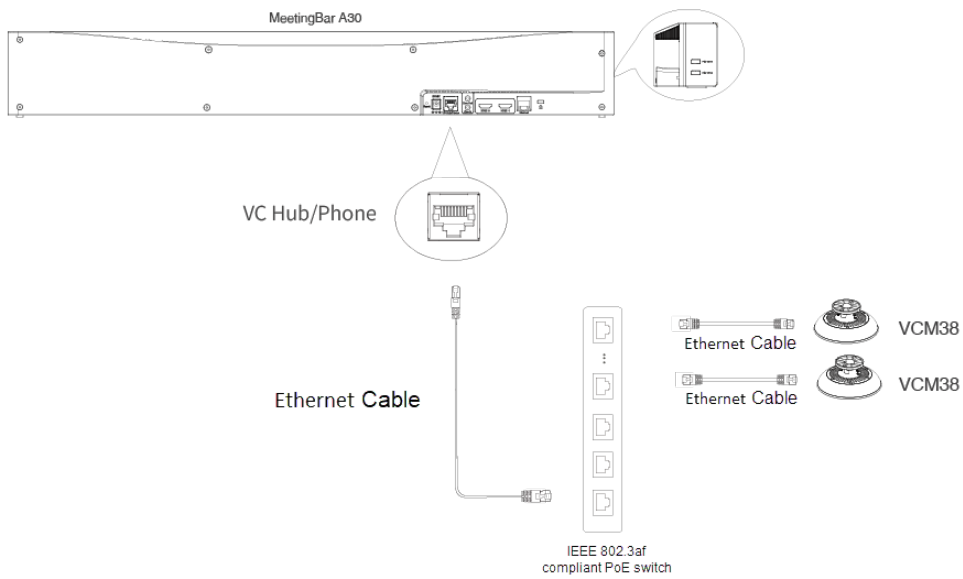 MeetingBar A30
VC Hub/Phone
Ethernet Cable
Ethernet Cable
VCM38
Ethernet Cable
VCM38
IEEE 802.3af
compliant PoE switch